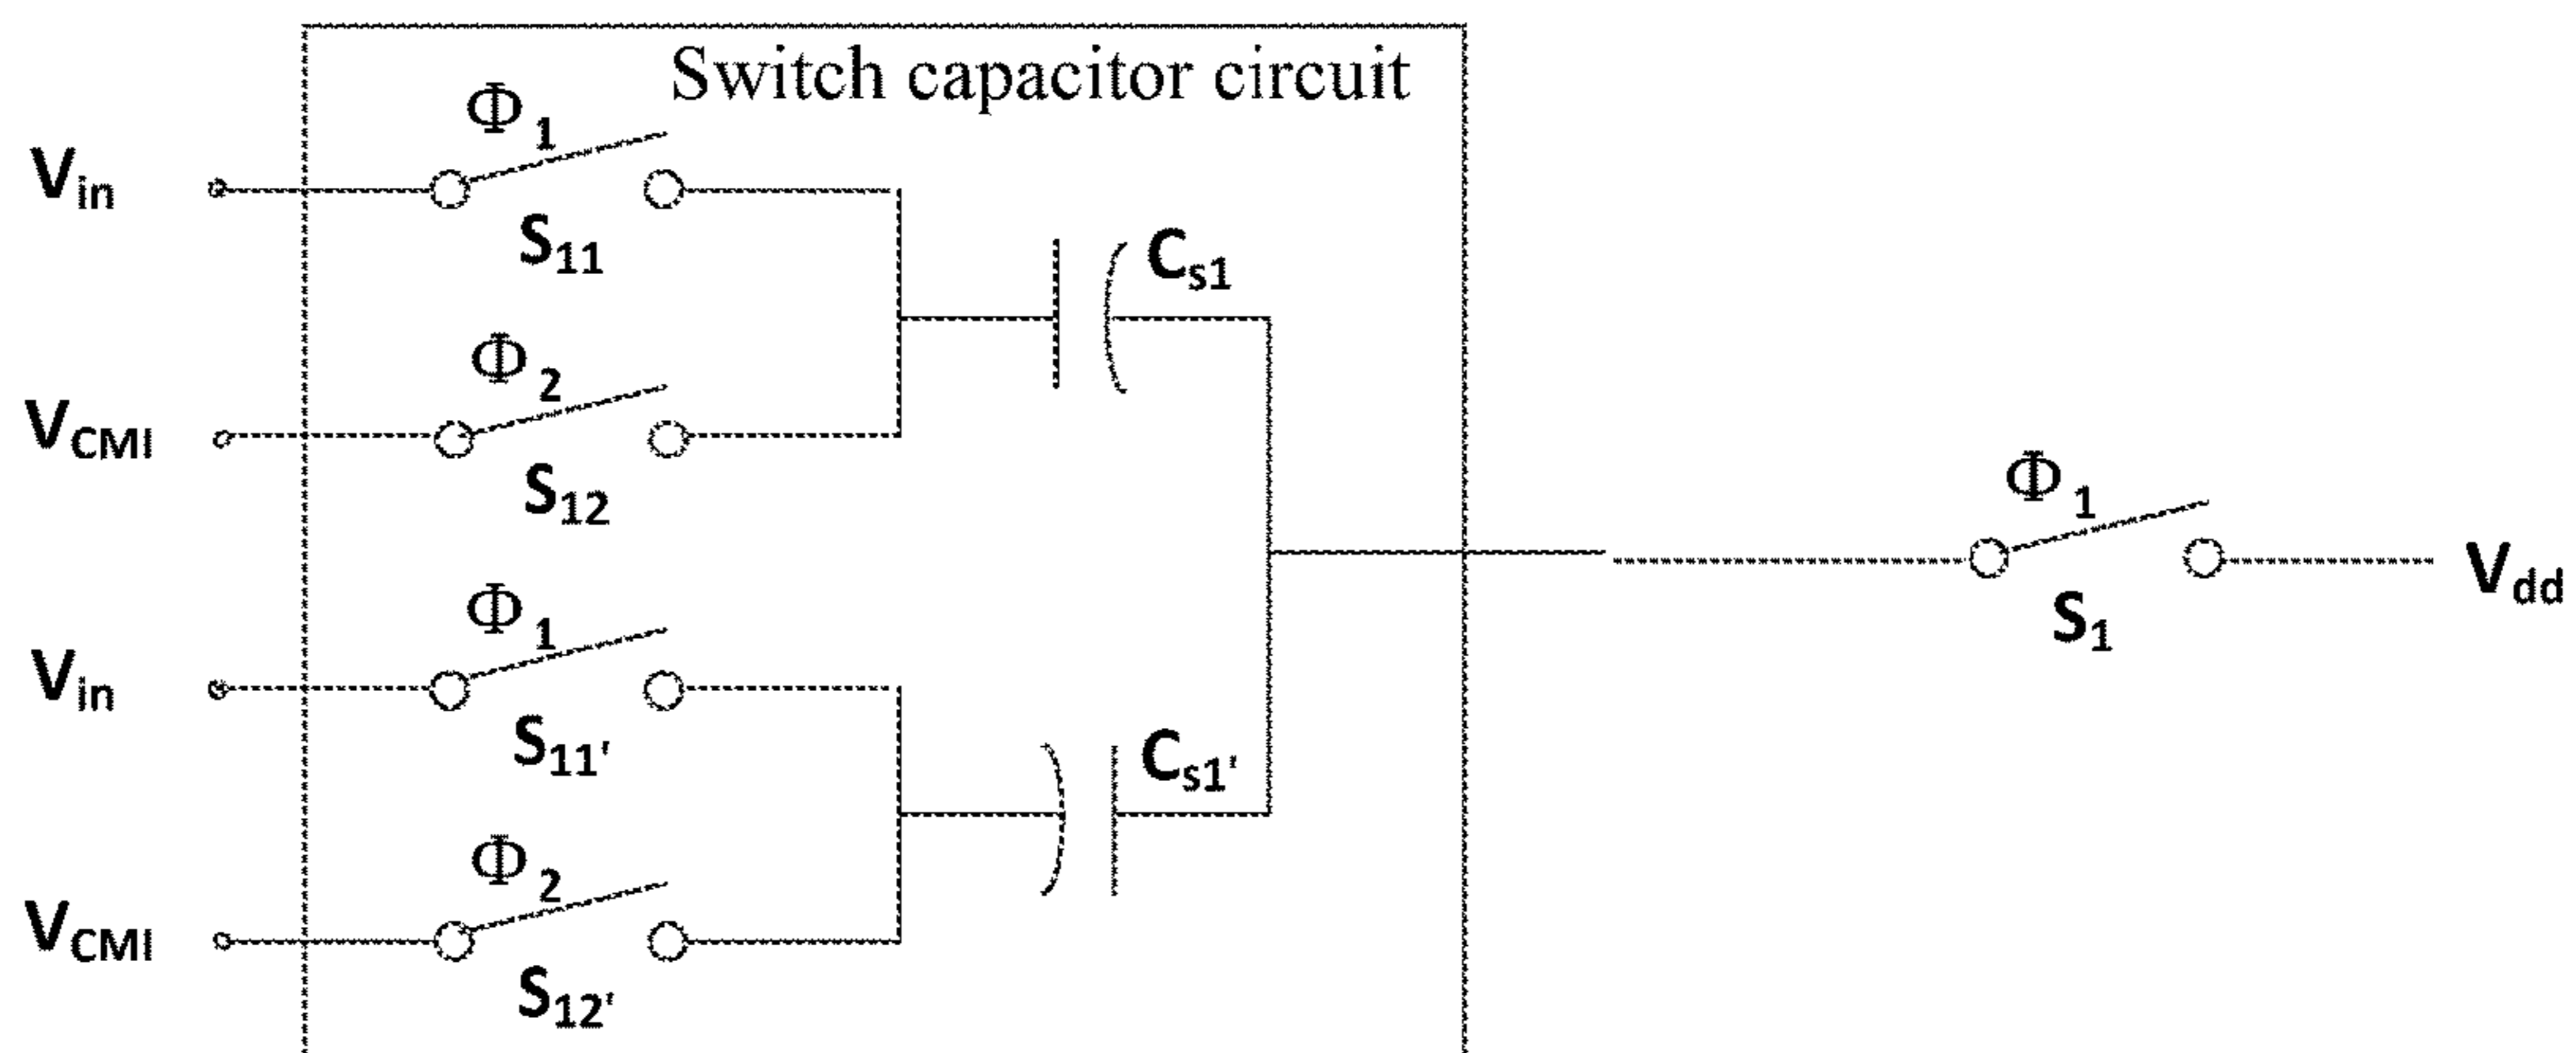 Switch capacitor circuit
Φ1
Vin
S11
Cs1
Φ2
VCMI
S12
Φ1
Vdd
S1
Φ1
Vin
S11'
Cs1'
Φ2
VCMI
S12'